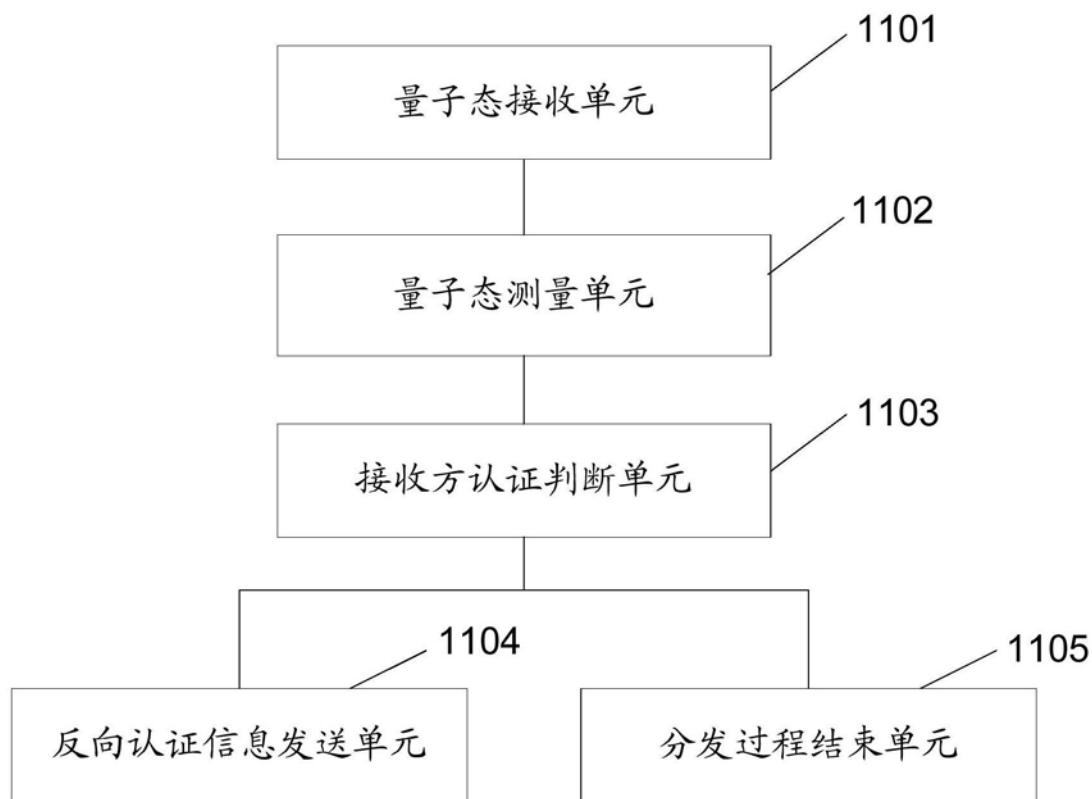 1101
量子态接收单元
1102
量子态测量单元
1103
接收方认证判断单元
1104
1105
反向认证信息发送单元
分发过程结束单元